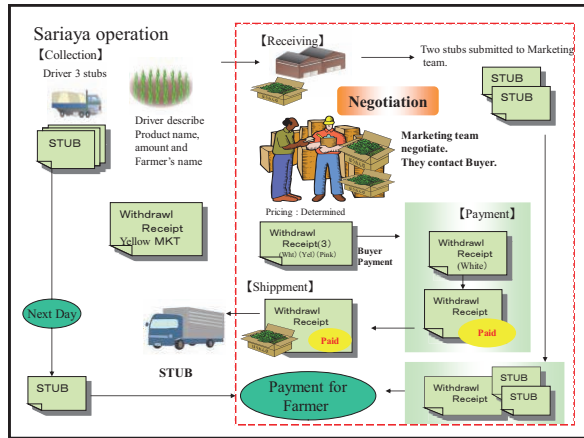 Sariaya operation
【Collection】
Driver 3 stubs
STUB
Driver describe
Product name,
amount and
Farmer's name
【Receiving】
Two stubs submitted to Marketing
team.
STUB
STUB
Negotiation
Marketing team
negotiate.
They contact Buyer.
Pricing : Determined
Withdrawl
Receipt
Yellow MKT
Withdrawl
Receipt(3)
(Wht) (Yel) (Pink)
Buyer
Payment
【Payment】
Withdrawl
Receipt
(White)
Withdrawl
Receipt
Paid
【Shippment】
Withdrawl
Receipt
Paid
Next Day
STUB
STUB
Payment for
Farmer
Withdrawl
Receipt
STUB
STUB